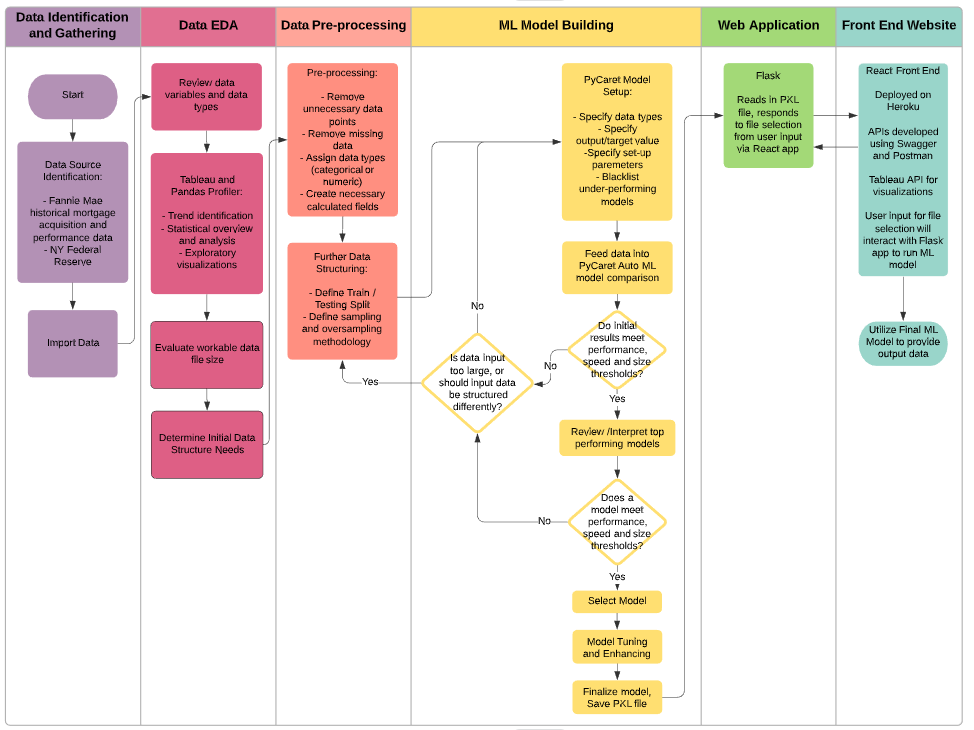 Data Identification
and Gathering
Data EDA
Data Pre-processing
ML Model Building
Web Application
Front End Website
Start
Data Source
Identification:
- Fannie Mae
historical mortgage
acquisition and
performance data
- NY Federal
Reserve
Import Data
Review data
variables and data
types
Tableau and
Pandas Profiler:
- Trend identification
- Statistical overview
and analysis
- Exploratory
visualizations
Evaluate workable data
file size
Determine Initial Data
Structure Needs
Pre-processing:
- Remove
unnecessary data
points
- Remove missing
data
- Assign data types
(categorical or
numeric)
- Create necessary
calculated fields
Further Data
Structuring:
- Define Train /
Testing Split
- Define sampling
and oversampling
methodology
Yes
No
Is data input
too large, or
should input data
be structured
differently?
PyCaret Model
Setup:
- Specify data types
- Specify
output/target value
-Specify set-up
paremeters
- Blacklist
under-performing
models
Feed data into
PyCaret Auto ML
model comparison
Do initial
results meet
performance,
speed and size
thresholds?
No
Yes
Review /Interpret top
performing models
Does a
model meet
performance,
speed and size
thresholds?
No
Yes
Select Model
Model Tuning
and Enhancing
Finalize model,
Save PKL file
Flask
Reads in PKL
file, responds
to file selection
from user input
via React app
React Front End
Deployed on
Heroku
APIs developed
using Swagger
and Postman
Tableau API for
visualizations
User input for file
selection will
interact with Flask
app to run ML
model
Utilize Final ML
Model to provide
output data